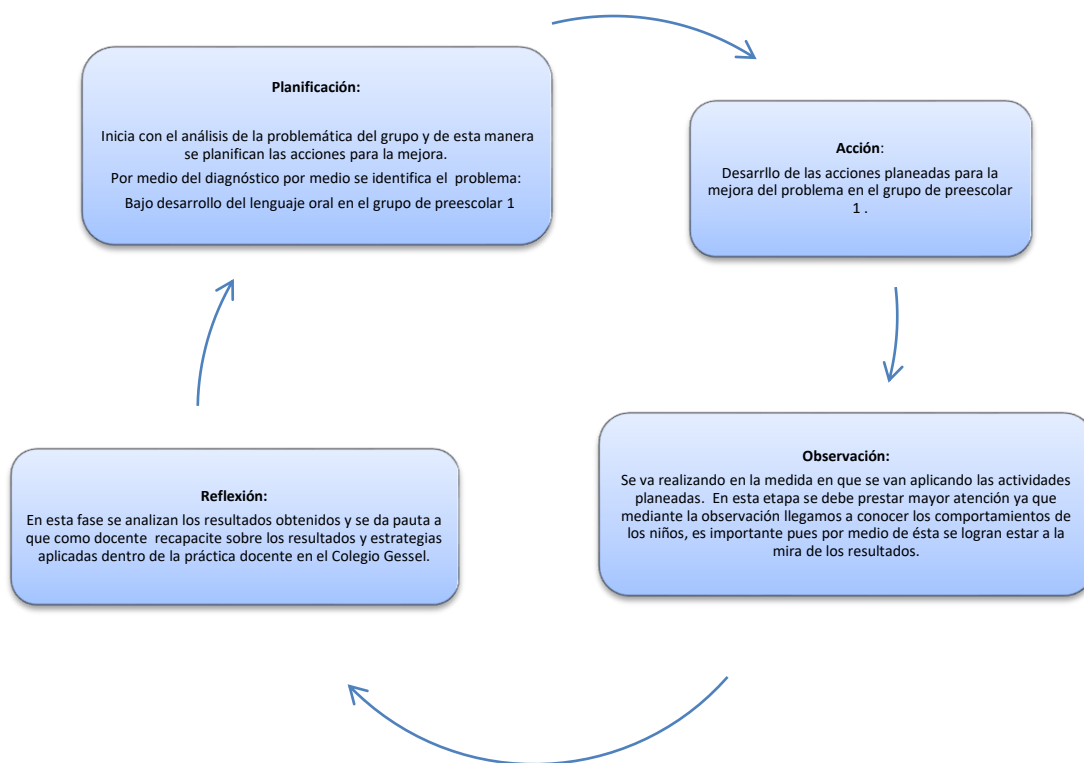 Planificación:
Inicia con el análisis de la problemática del grupo y de esta manera
se planifican las acciones para la mejora.
Por medio del diagnóstico por medio se identifica el problema:
Bajo desarrollo del lenguaje oral en el grupo de preescolar 1
Acción:
Desarrllo de las acciones planeadas para la
mejora del problema en el grupo de preescolar
1 .
Observación:
Se va realizando en la medida en que se van aplicando las actividades
planeadas. En esta etapa se debe prestar mayor atención ya que
mediante la observación llegamos a conocer los comportamientos de
los niños, es importante pues por medio de ésta se logran estar a la
mira de los resultados.
Reflexión:
En esta fase se analizan los resultados obtenidos y se da pauta a
que como docente recapacite sobre los resultados y estrategias
aplicadas dentro de la práctica docente en el Colegio Gessel.